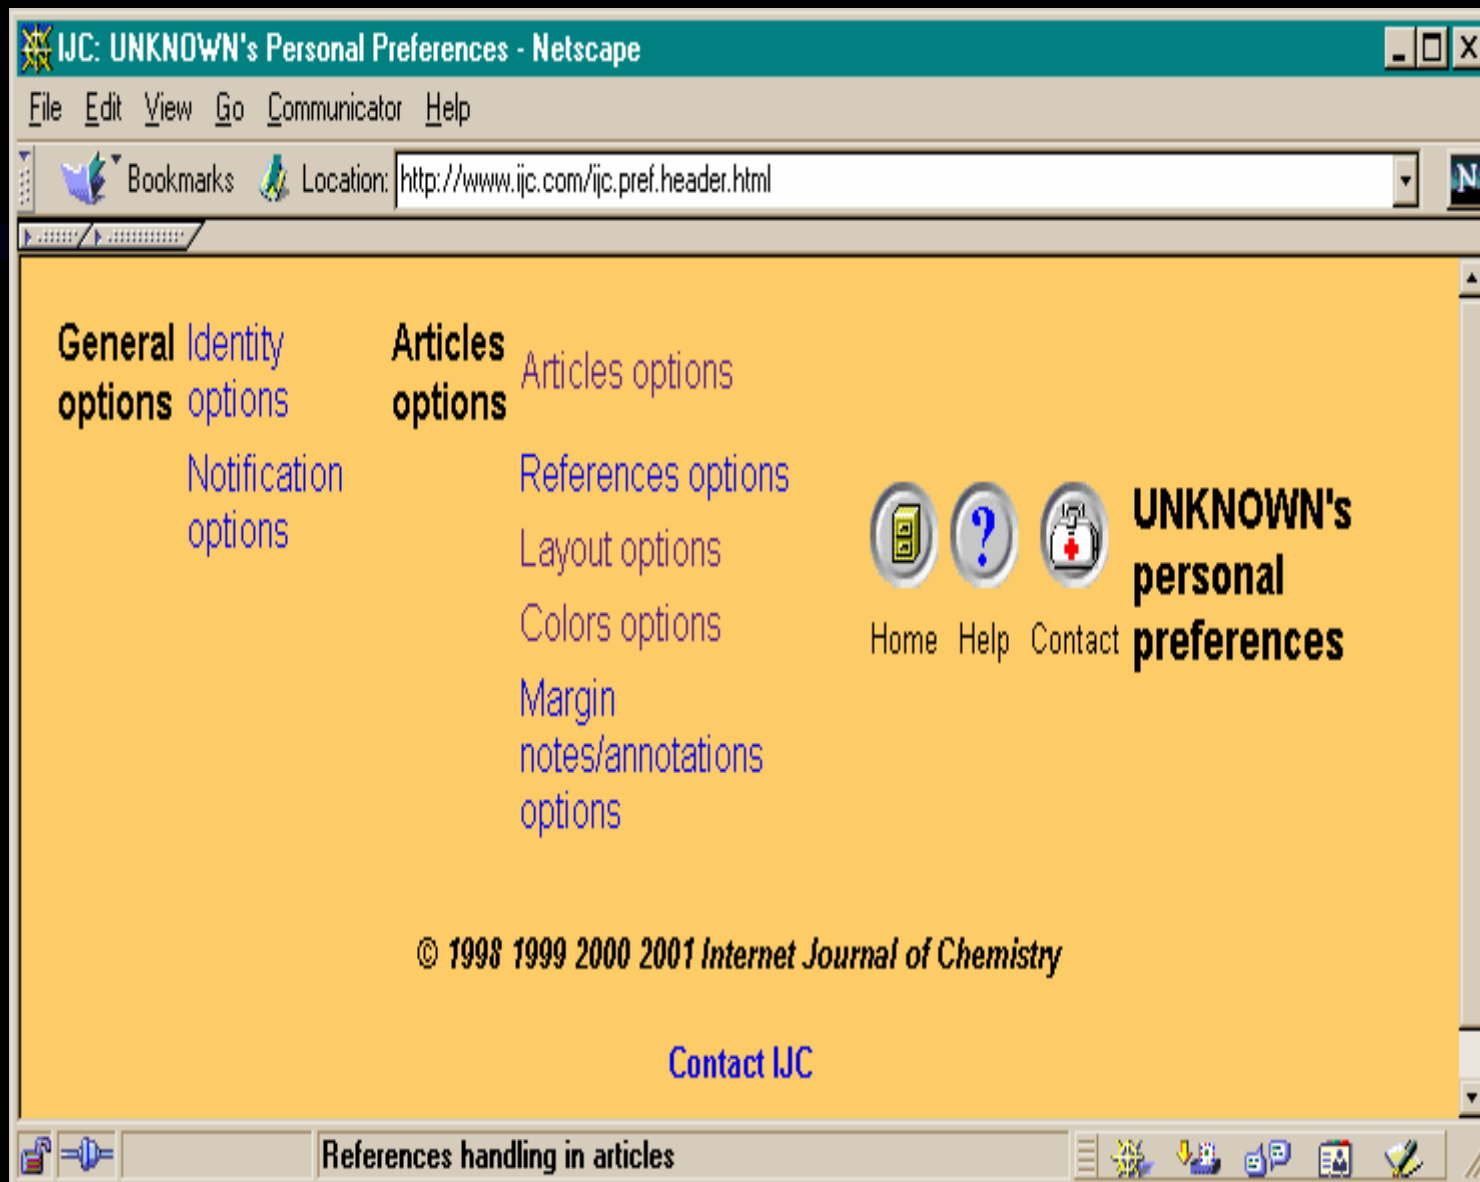 IJC: UNKNOWN's Personal Preferences - Netscape
File Edit View Go Communicator Help
Bookmarks Location: http://www.ijc.com/ijc.pref.header.html
N
General
options
Identity
options
Notification
options
Articles
options
Articles options
References options
Layout options
Colors options
Margin
notes/annotations
options
?
Home Help Contact
UNKNOWN's
personal
preferences
© 1998 1999 2000 2001 Internet Journal of Chemistry
Contact IJC
References handling in articles